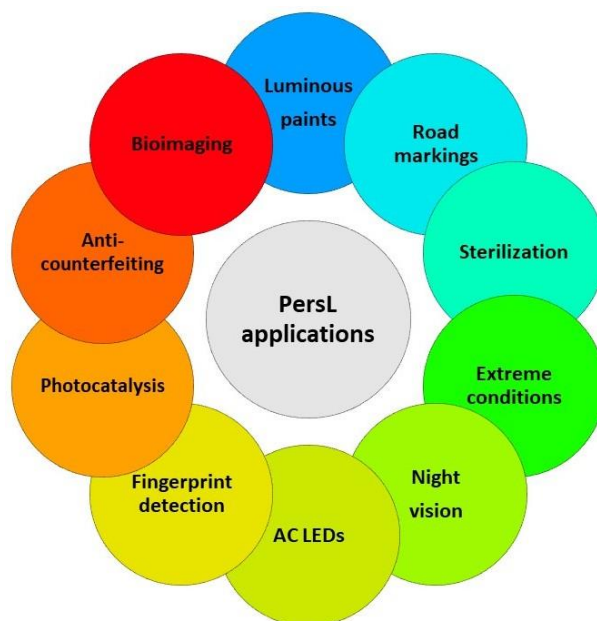 Luminous
paints
Road
markings
Sterilization
Extreme
conditions
Night
vision
AC LEDs
Fingerprint
detection
Photocatalysis
Anti-
counterfeiting
Bioimaging
PersL
applications